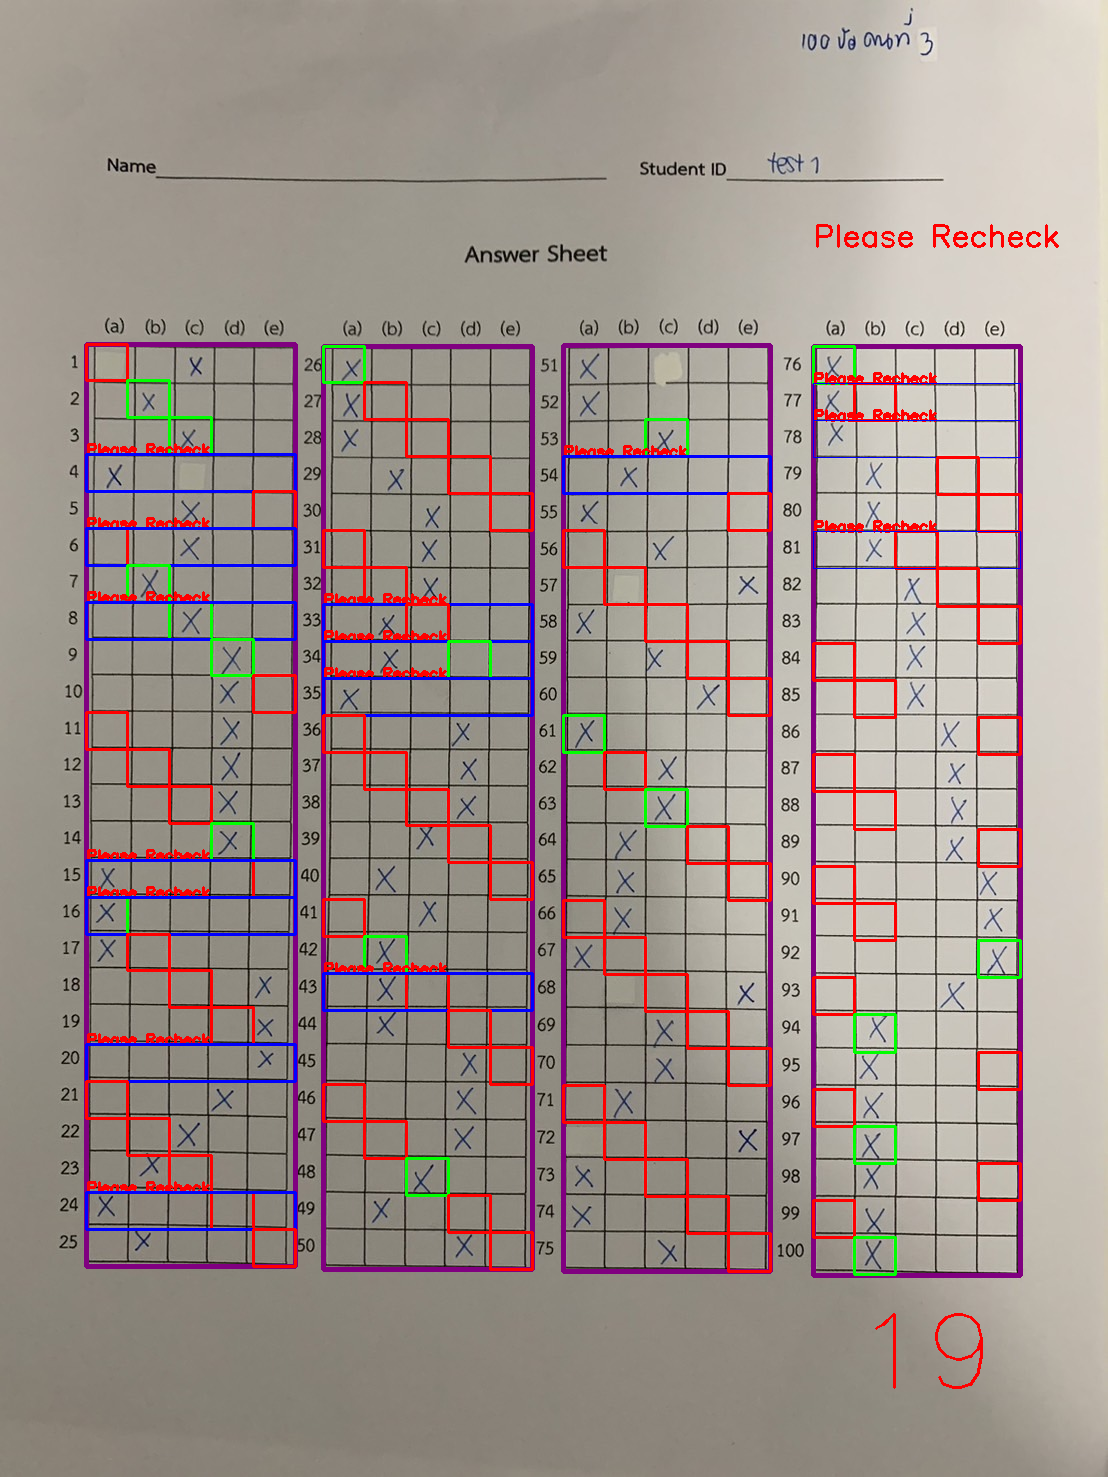 100 ข้อ คนที่ 3
Name
Student ID test 1
Please Recheck
Answer Sheet
(a) (b) (c) (d) (e)
1 X
2 X
3 X
Please Recheck
4 X
5 X
Please Recheck
6 X
7 X
Please Recheck
8 X
9 X
10 X
11 X
12 X
13 X
14 X
Please Recheck
15 X
Please Recheck
16 X
17 X
18 X
19 X
Please Recheck
20 X
21 X
22 X
23 X
Please Recheck
24 X
25 X
(a) (b) (c) (d) (e)
26 X
27 X
28 X
29 X
30 X
31 X
32 X
Please Recheck
33 X
Please Recheck
34 X
Please Recheck
35 X
36 X
37 X
38 X
39 X
40 X
41 X
42 X
Please Recheck
43 X
44 X
45 X
46 X
47 X
48 X
49 X
50 X
(a) (b) (c) (d) (e)
51 X
52 X
53 X
Please Recheck
54 X
55 X
56 X
57 X
58 X
59 X
60 X
61 X
62 X
63 X
64 X
65 X
66 X
67 X
68 X
69 X
70 X
71 X
72 X
73 X
74 X
75 X
(a) (b) (c) (d) (e)
76 X
Please Recheck
77 X
Please Recheck
78 X
79 X
80 X
Please Recheck
81 X
82 X
83 X
84 X
85 X
86 X
87 X
88 X
89 X
90 X
91 X
92 X
93 X
94 X
95 X
96 X
97 X
98 X
99 X
100 X
19